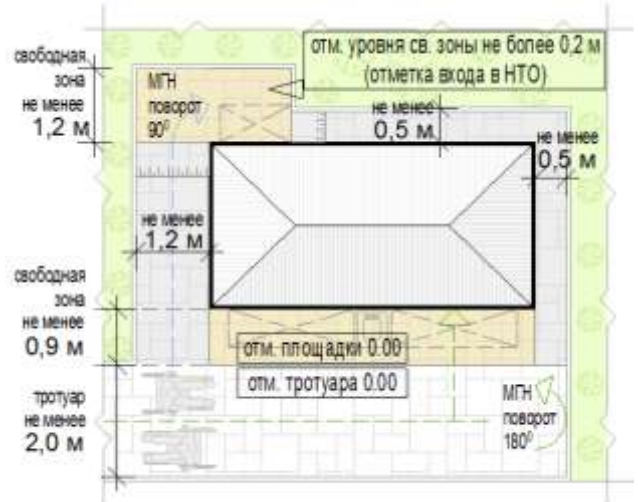 отм. уровня св. зоны не более 0,2 м
(отметка входа в НТО)
свободная
зона
не менее
1,2 м
МГН
поворот
90⁰
не менее
0,5 м
не менее
0,5 м
не менее
1,2 м
свободная
зона
не менее
0,9 м
отм. площадки 0.00
отм. тротуара 0.00
тротуар
не менее
2,0 м
МГН
поворот
180⁰